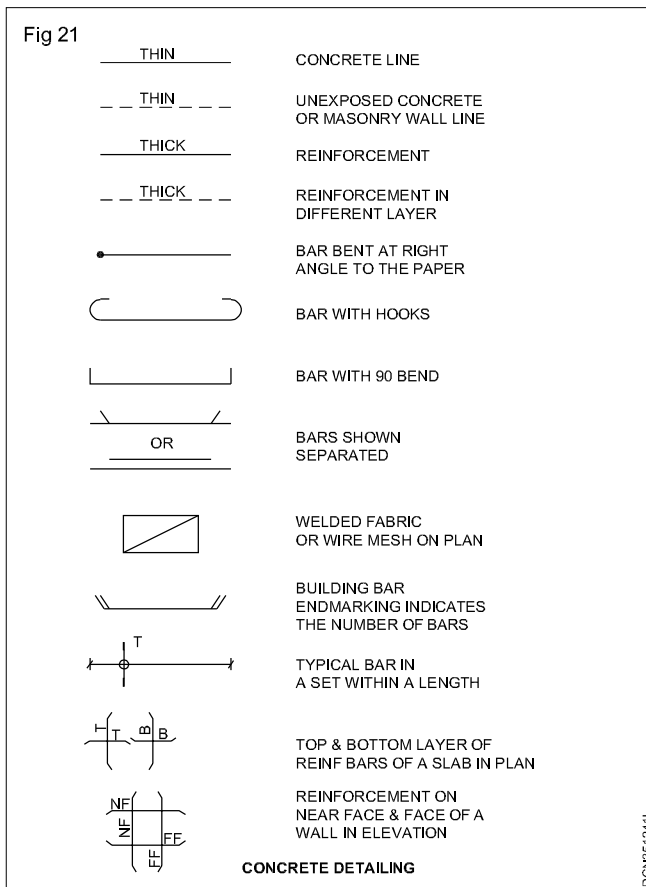 Fig 21
THIN
CONCRETE LINE
THIN
UNEXPOSED CONCRETE
OR MASONRY WALL LINE
THICK
REINFORCEMENT
THICK
REINFORCEMENT IN
DIFFERENT LAYER
BAR BENT AT RIGHT
ANGLE TO THE PAPER
BAR WITH HOOKS
BAR WITH 90 BEND
OR
BARS SHOWN
SEPARATED
WELDED FABRIC
OR WIRE MESH ON PLAN
BUILDING BAR
ENDMARKING INDICATES
THE NUMBER OF BARS
T
TYPICAL BAR IN
A SET WITHIN A LENGTH
T
T
B
B
TOP & BOTTOM LAYER OF
REINF BARS OF A SLAB IN PLAN
NF
NF
FF
FF
REINFORCEMENT ON
NEAR FACE & FACE OF A
WALL IN ELEVATION
CONCRETE DETAILING